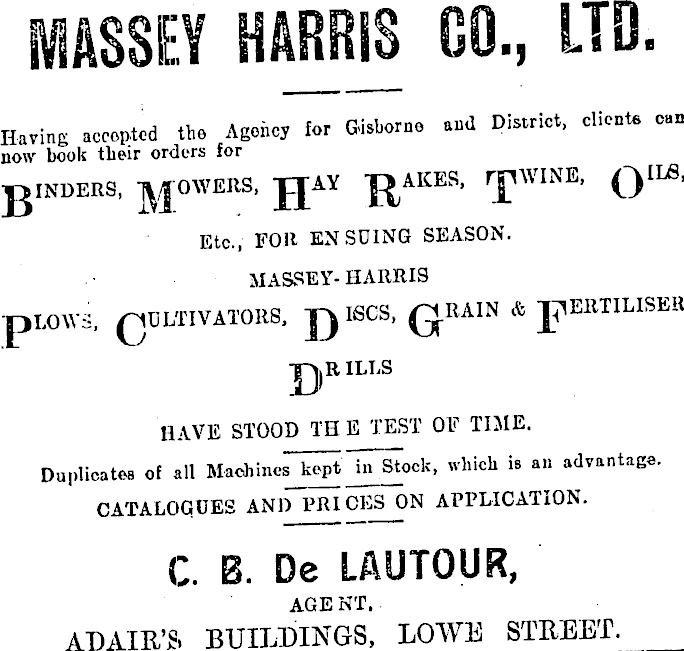 MASSEY HARRIS CO., LTD.
Having accepted the Agency for Gisborne and District, clients can
now book their orders for
BINDERS, MOWERS, HAY RAKES, TWINE, OILS,
Etc., FOR ENSUING SEASON.
MASSEY-HARRIS
PLOWS, CULTIVATORS, DISCS, GRAIN & FERTILISER
DRILLS
HAVE STOOD THE TEST OF TIME.
Duplicates of all Machines kept in Stock, which is an advantage.
CATALOGUES AND PRICES ON APPLICATION.
C. B. De LAUTOUR,
AGENT.
ADAIR'S BUILDINGS, LOWE STREET.